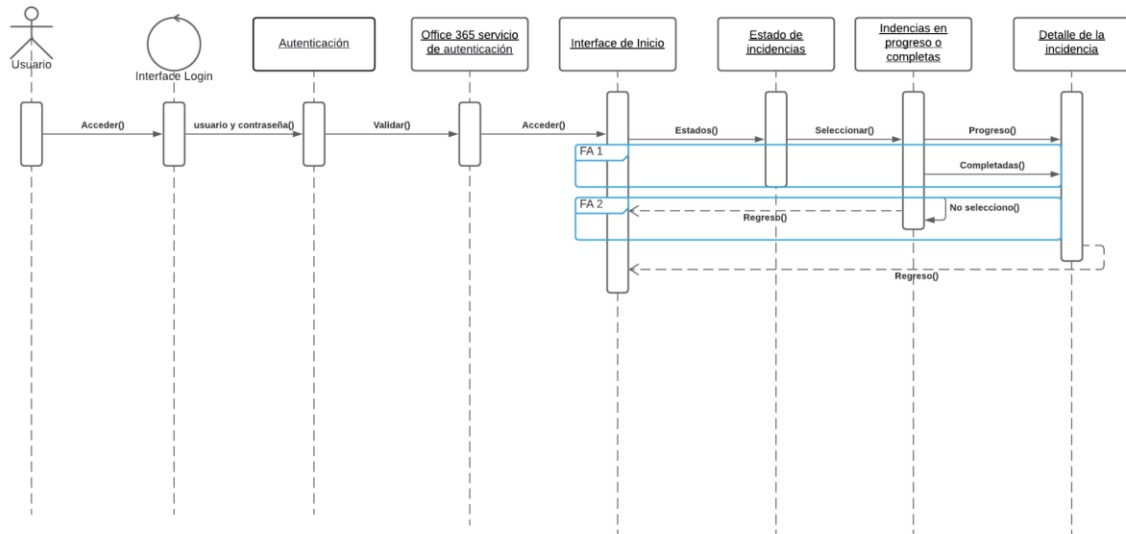 Usuario
Interface Login
Autenticación
Office 365 servicio
de autenticación
Interface de Inicio
Estado de
incidencias
Indencias en
progreso o
completas
Detalle de la
incidencia
Acceder()
usuario y contraseña()
Validar()
Acceder()
Estados()
Seleccionar()
Progreso()
FA 1
Completadas()
FA 2
No selecciono()
Regreso()
Regreso()